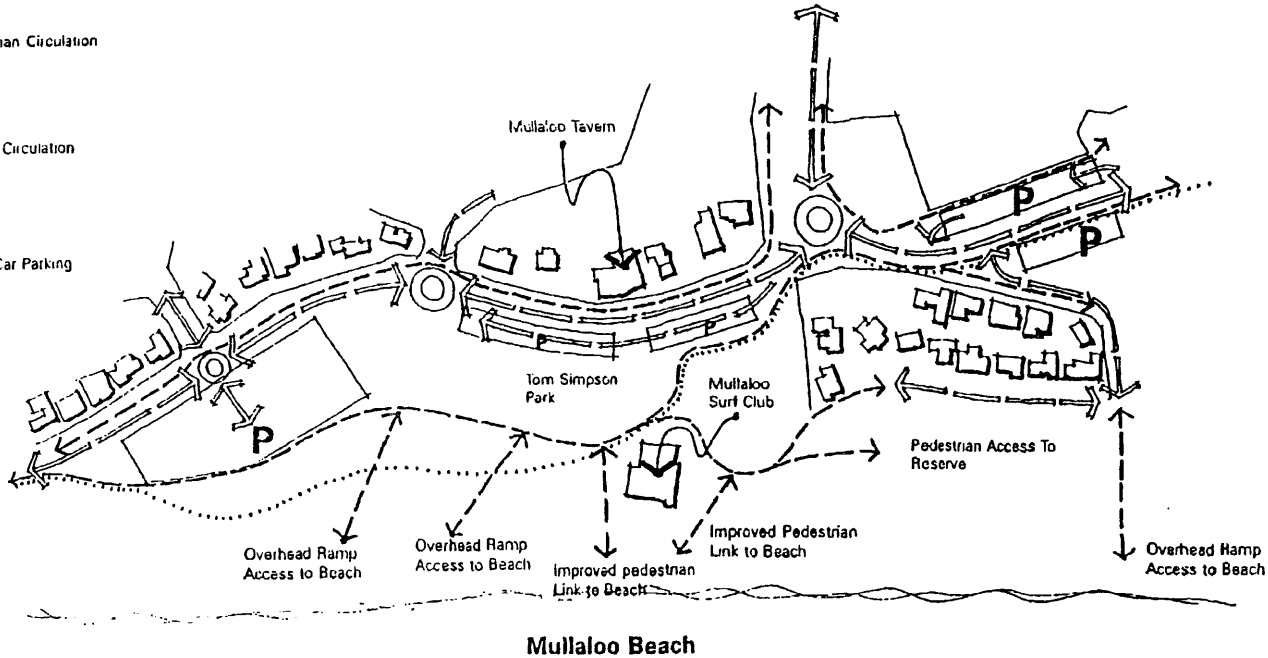 Circulation
Circulation
Car Parking
Mullaloo Tavern
P
P
P
P
P
Tom Simpson
Park
Mullaloo
Surf Club
Pedestrian Access To
Reserve
Overhead Ramp
Access to Beach
Overhead Ramp
Access to Beach
Improved pedestrian
Link to Beach
Improved Pedestrian
Link to Beach
Overhead Ramp
Access to Beach
Mullaloo Beach